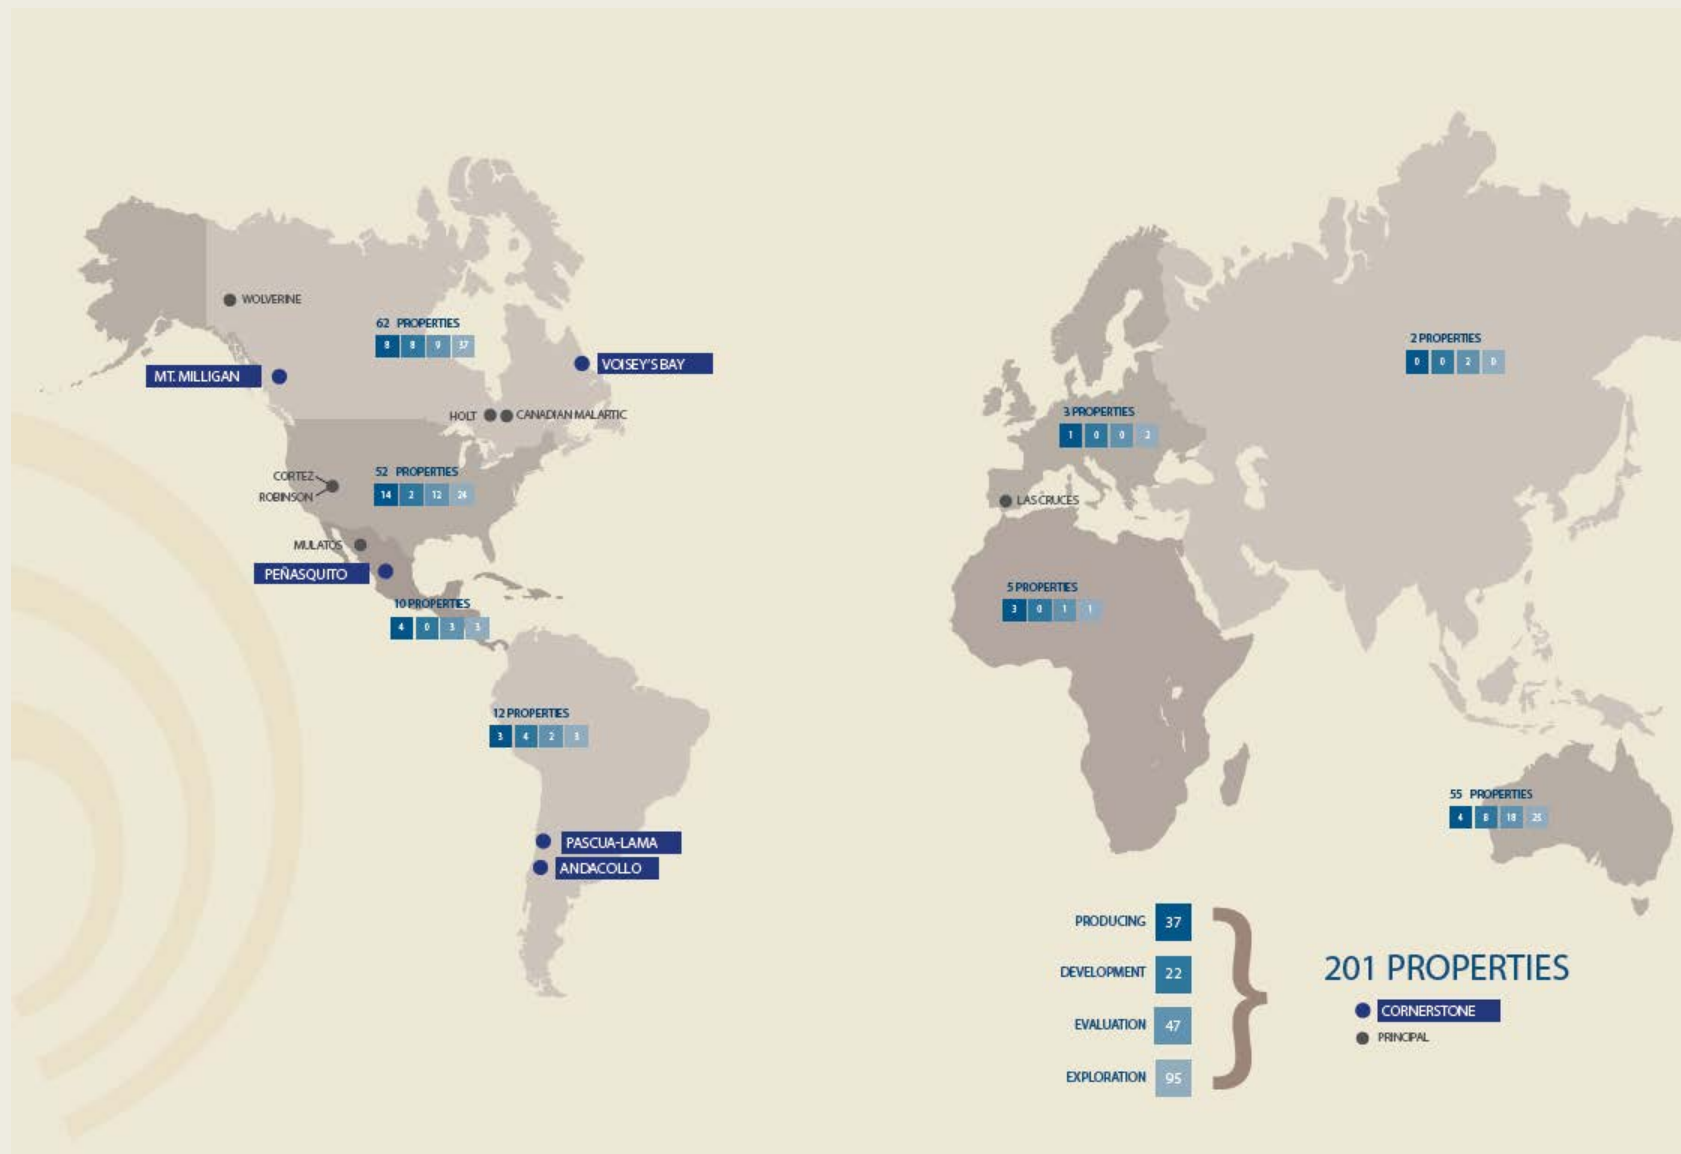 WOLVERINE
62 PROPERTIES
8 8 9 37
MT. MILLIGAN
VOISEY'S BAY
HOLT
CANADIAN MALARTIC
CORTEZ
ROBINSON
52 PROPERTIES
14 2 12 24
MULATOS
PEÑASQUITO
10 PROPERTIES
4 0 3 3
12 PROPERTIES
3 4 2 3
PASCUA-LAMA
ANDACOLLO
2 PROPERTIES
0 0 2 0
3 PROPERTIES
1 0 0 2
LAS CRUCES
5 PROPERTIES
3 0 1 1
55 PROPERTIES
4 8 18 25
PRODUCING 37
DEVELOPMENT 22
EVALUATION 47
EXPLORATION 95
201 PROPERTIES
CORNERSTONE
PRINCIPAL